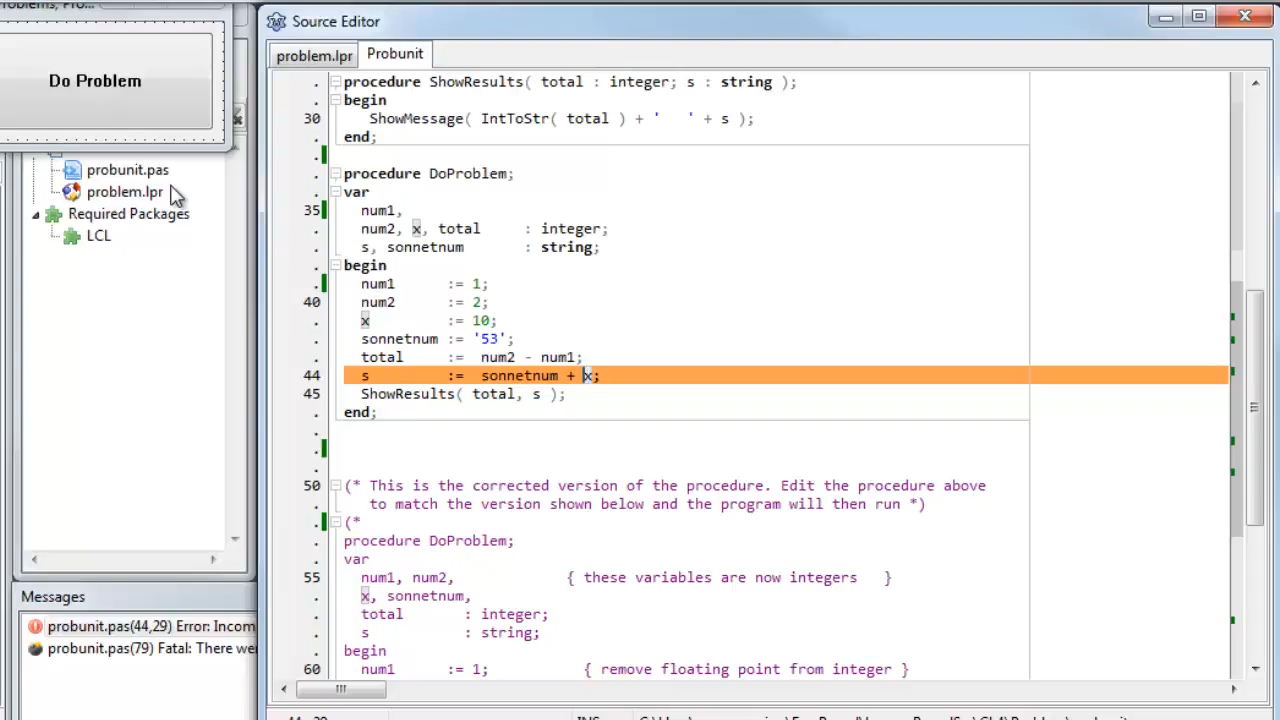 Problems, Pro...
Source Editor
Do Problem
problem.lpr Probunit
probunit.pas
problem.lpr
Required Packages
LCL
. procedure ShowResults( total : integer; s : string );
. begin
30 ShowMessage( IntToStr( total ) + '   ' + s );
. end;
.
. procedure DoProblem;
. var
35 num1,
. num2, x, total : integer;
. s, sonnetnum : string;
. begin
. num1 := 1;
40 num2 := 2;
. x := 10;
. sonnetnum := '53';
. total := num2 - num1;
44 s := sonnetnum + x;
45 ShowResults( total, s );
. end;
.
.
.
50 (* This is the corrected version of the procedure. Edit the procedure above
. to match the version shown below and the program will then run *)
. (*
. procedure DoProblem;
. var
55 num1, num2, { these variables are now integers }
. x, sonnetnum,
. total : integer;
. s : string;
. begin
60 num1 := 1; { remove floating point from integer }
Messages
probunit.pas(44,29) Error: Incom
probunit.pas(79) Fatal: There we